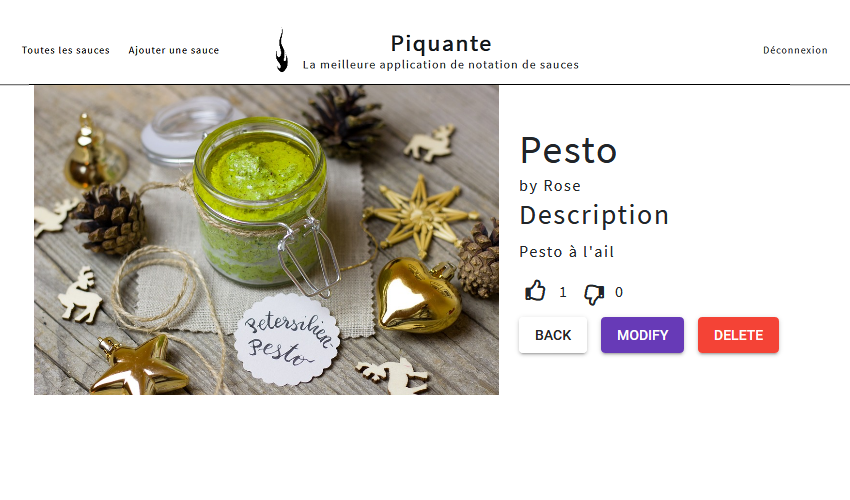 Toutes les sauces
Ajouter une sauce
Piquante
La meilleure application de notation de sauces
Déconnexion
Pesto
by Rose
Description
Pesto à l'ail
1
0
BACK
MODIFY
DELETE
Petersilien-
Pesto